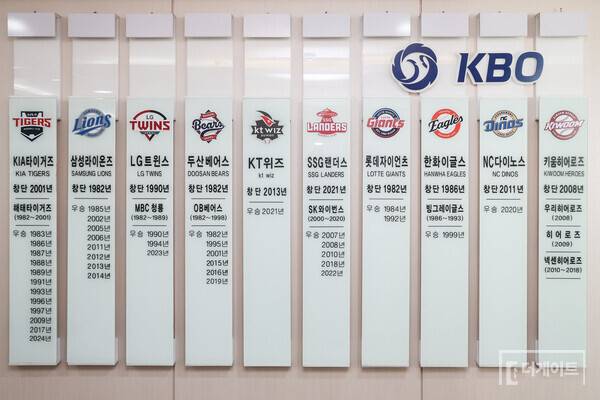 KBO
TIGERS
KIA타이거즈
KIA TIGERS
창 단 2001년
해태타이거즈
(1982~2001)
우 승 1983년
1986년
1987년
1988년
1989년
1991년
1993년
1996년
1997년
2009년
2017년
2024년
Lions
삼성라이온즈
SAMSUNG LIONS
창 단 1982년
우 승 1985년
2002년
2005년
2006년
2011년
2012년
2013년
2014년
LG
TWINS
LG트윈스
LG TWINS
창 단 1990년
MBC 청룡
(1982~1989)
우 승 1990년
1994년
2023년
Bears
두산베어스
DOOSAN BEARS
창 단 1982년
OB베어스
(1982~1998)
우 승 1982년
1995년
2001년
2015년
2016년
2019년
kt wiz
KT위즈
kt wiz
창 단 2013년
우 승 2021년
SSG
LANDERS
SSG랜더스
SSG LANDERS
창 단 2021년
SK와이번스
(2000~2020)
우 승 2007년
2008년
2010년
2018년
2022년
Giants
롯데자이언츠
LOTTE GIANTS
창 단 1982년
우 승 1984년
1992년
Eagles
한화이글스
HANWHA EAGLES
창 단 1986년
빙그레이글스
(1986~1993)
우 승 1999년
NC
Dinos
NC다이노스
NC DINOS
창 단 2011년
우 승 2020년
KIWOOM
키움히어로즈
KIWOOM HEROES
창 단 2008년
우리히어로즈
(2008)
히 어 로 즈
(2009)
넥센히어로즈
(2010~2018)
더게이트